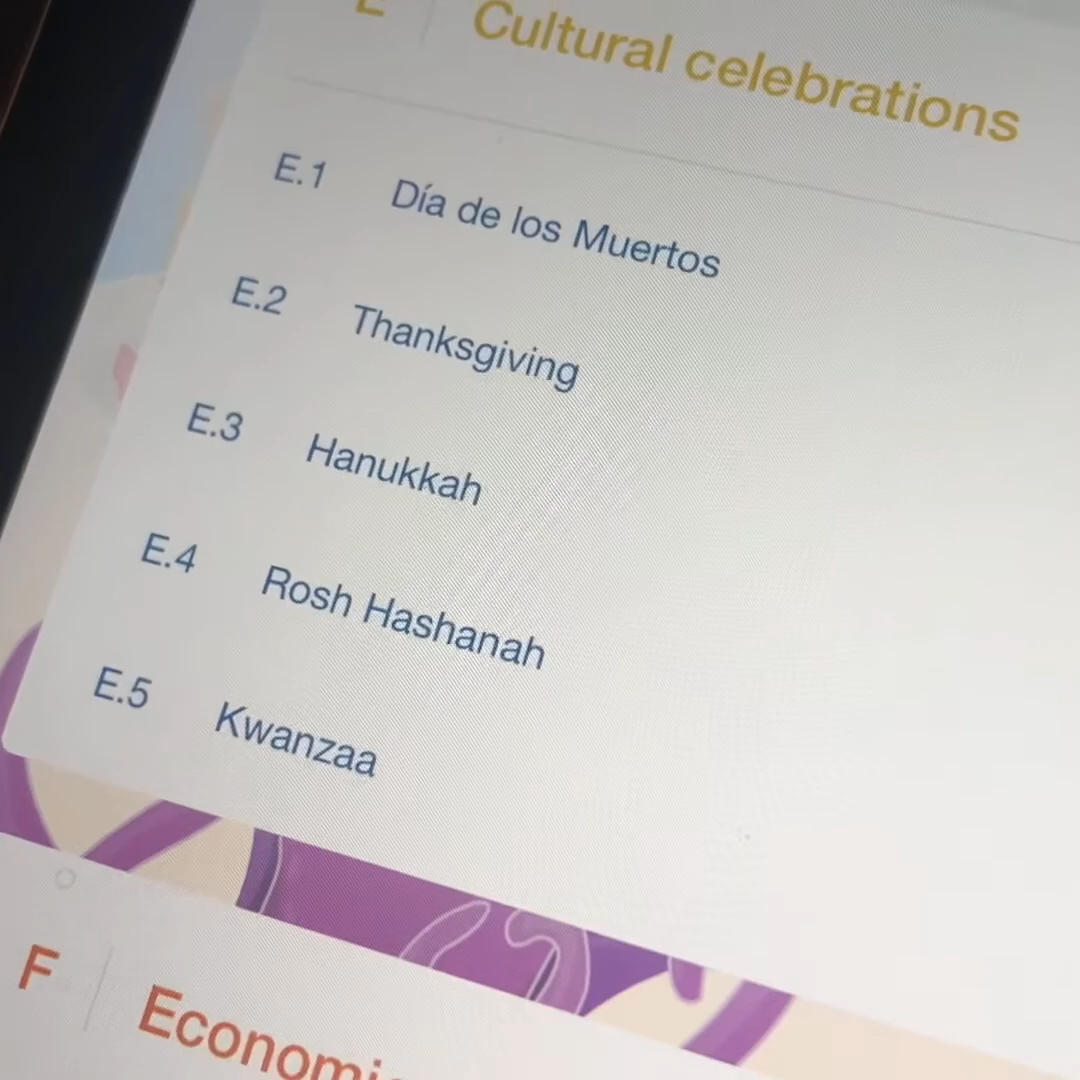 Cultural celebrations
E.1 Día de los Muertos
E.2 Thanksgiving
E.3 Hanukkah
E.4 Rosh Hashanah
E.5 Kwanzaa
F